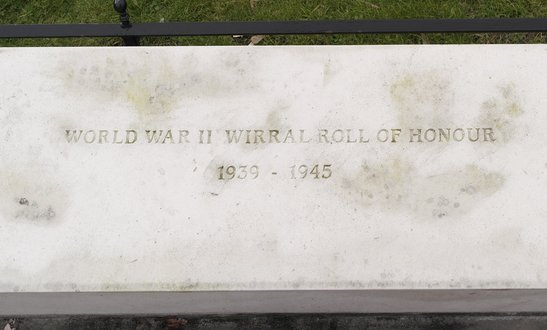 WORLD WAR II WIRRAL ROLL OF HONOUR
1939 - 1945